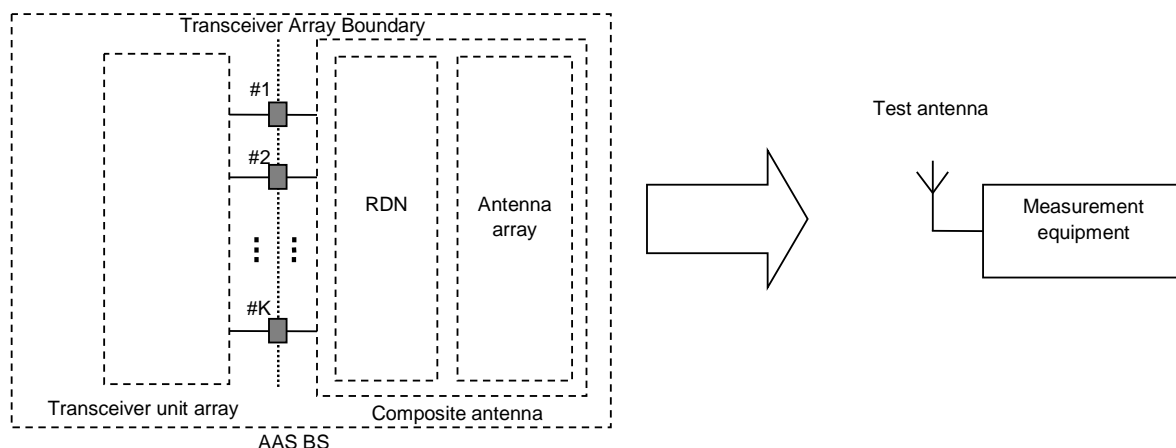 Transceiver Array Boundary
#1
#2
#K
RDN
Antenna
array
Transceiver unit array
Composite antenna
AAS BS
Test antenna
Measurement
equipment